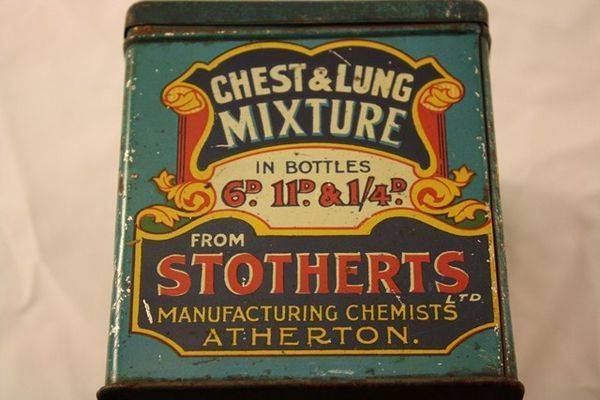 CHEST & LUNG
MIXTURE
IN BOTTLES
6D. 11D. & 1/4D.
FROM
STOTHERTS
LTD
MANUFACTURING CHEMISTS
ATHERTON.